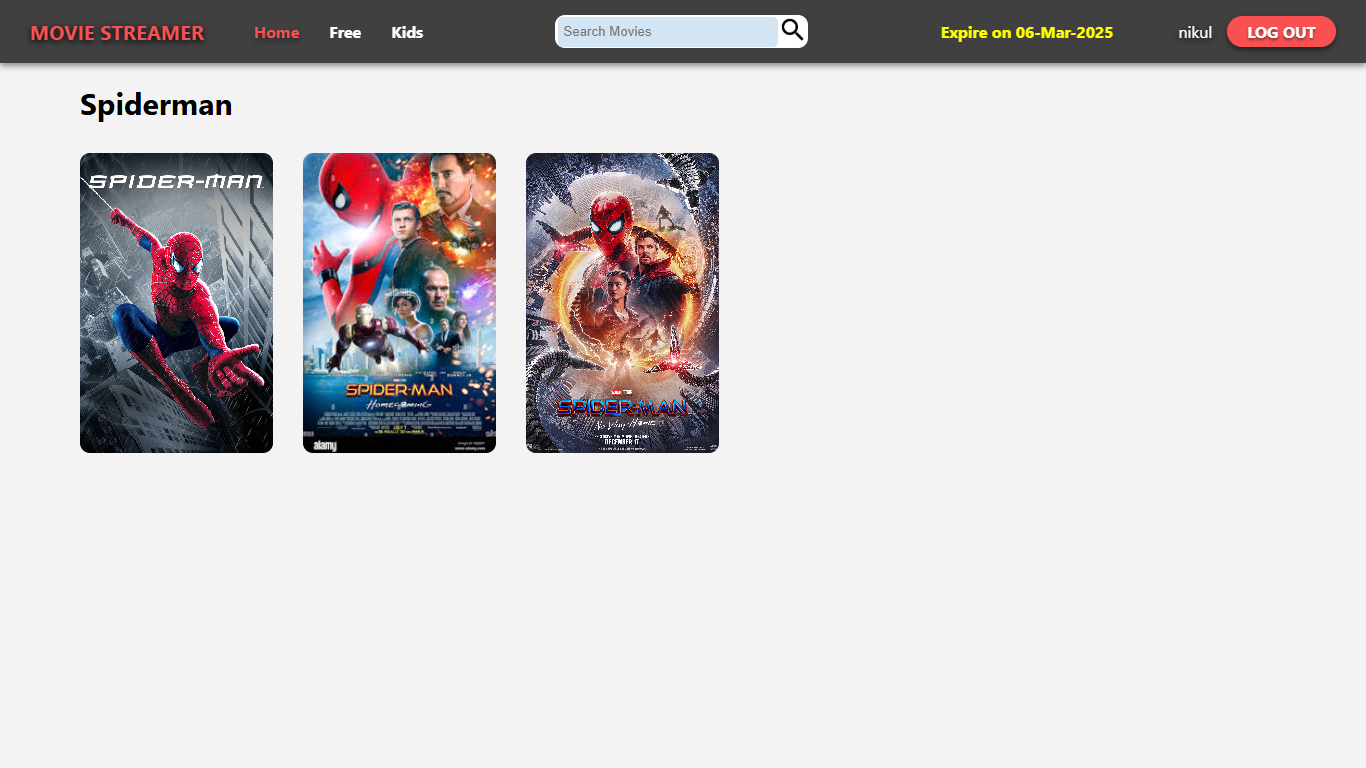 MOVIE STREAMER Home Free Kids Search Movies Expire on 06-Mar-2025 nikul LOG OUT
Spiderman
SPIDER-MAN
SPIDER-MAN
HOMECOMING
alamy
SPIDER-MAN
NO WAY HOME
DECEMBER 17